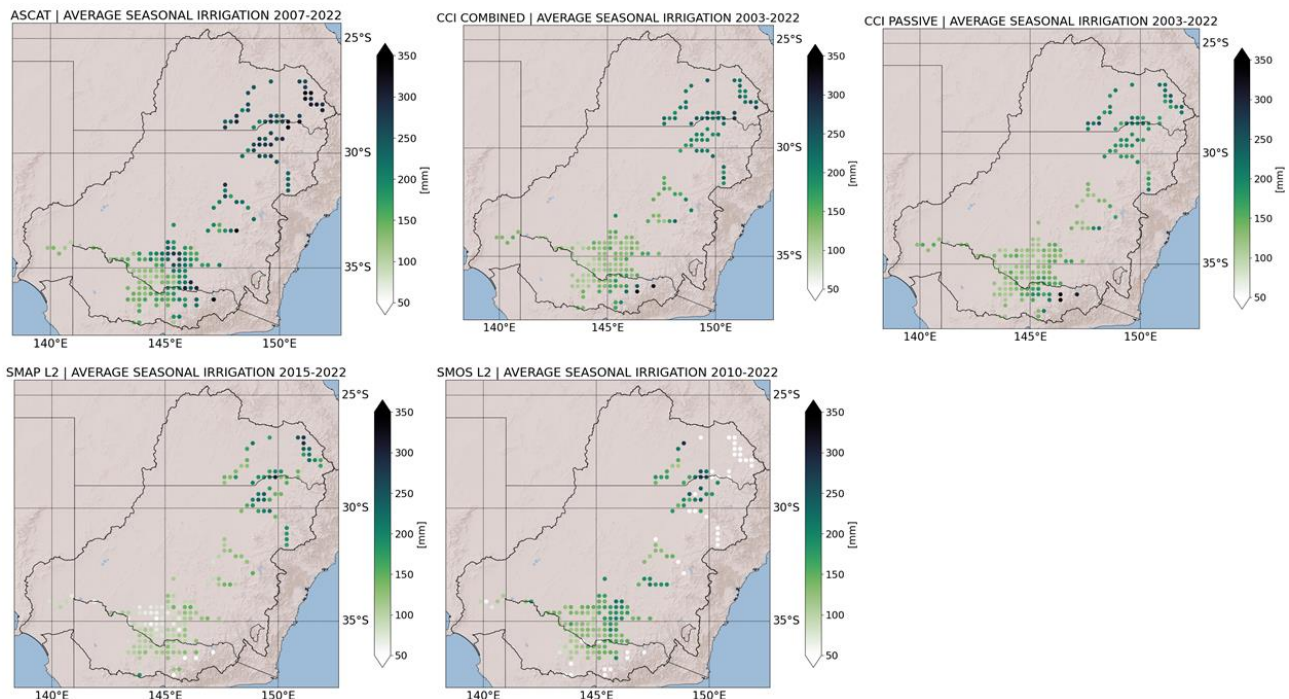 ASCAT | AVERAGE SEASONAL IRRIGATION 2007-2022
25°S
30°S
35°S
140°E
145°E
150°E
350
300
250
200
150
100
50
[mm]
CCI COMBINED | AVERAGE SEASONAL IRRIGATION 2003-2022
25°S
30°S
35°S
140°E
145°E
150°E
350
300
250
200
150
100
50
[mm]
CCI PASSIVE | AVERAGE SEASONAL IRRIGATION 2003-2022
25°S
30°S
35°S
140°E
145°E
150°E
350
300
250
200
150
100
50
[mm]
SMAP L2 | AVERAGE SEASONAL IRRIGATION 2015-2022
25°S
30°S
35°S
140°E
145°E
150°E
350
300
250
200
150
100
50
[mm]
SMOS L2 | AVERAGE SEASONAL IRRIGATION 2010-2022
25°S
30°S
35°S
140°E
145°E
150°E
350
300
250
200
150
100
50
[mm]